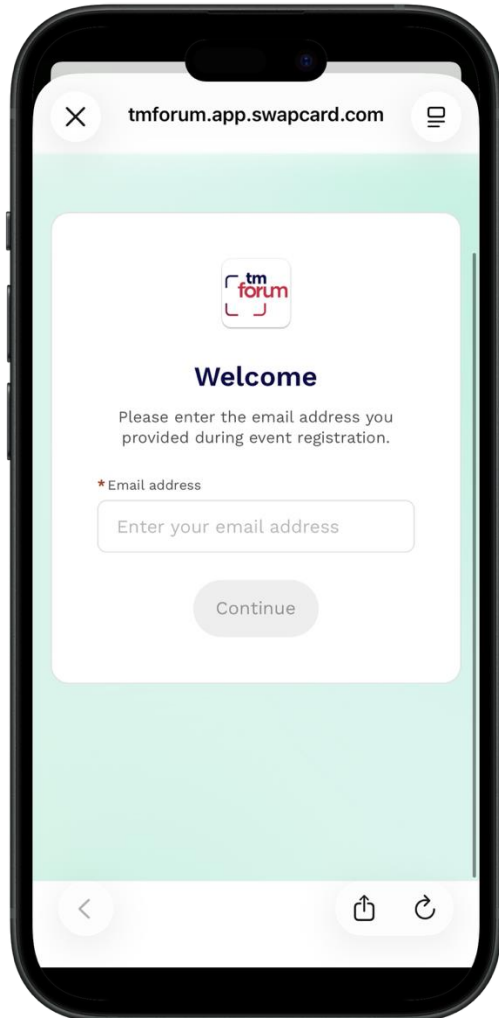 tmforum.app.swapcard.com
tm
forum
Welcome
Please enter the email address you
provided during event registration.
* Email address
Enter your email address
Continue